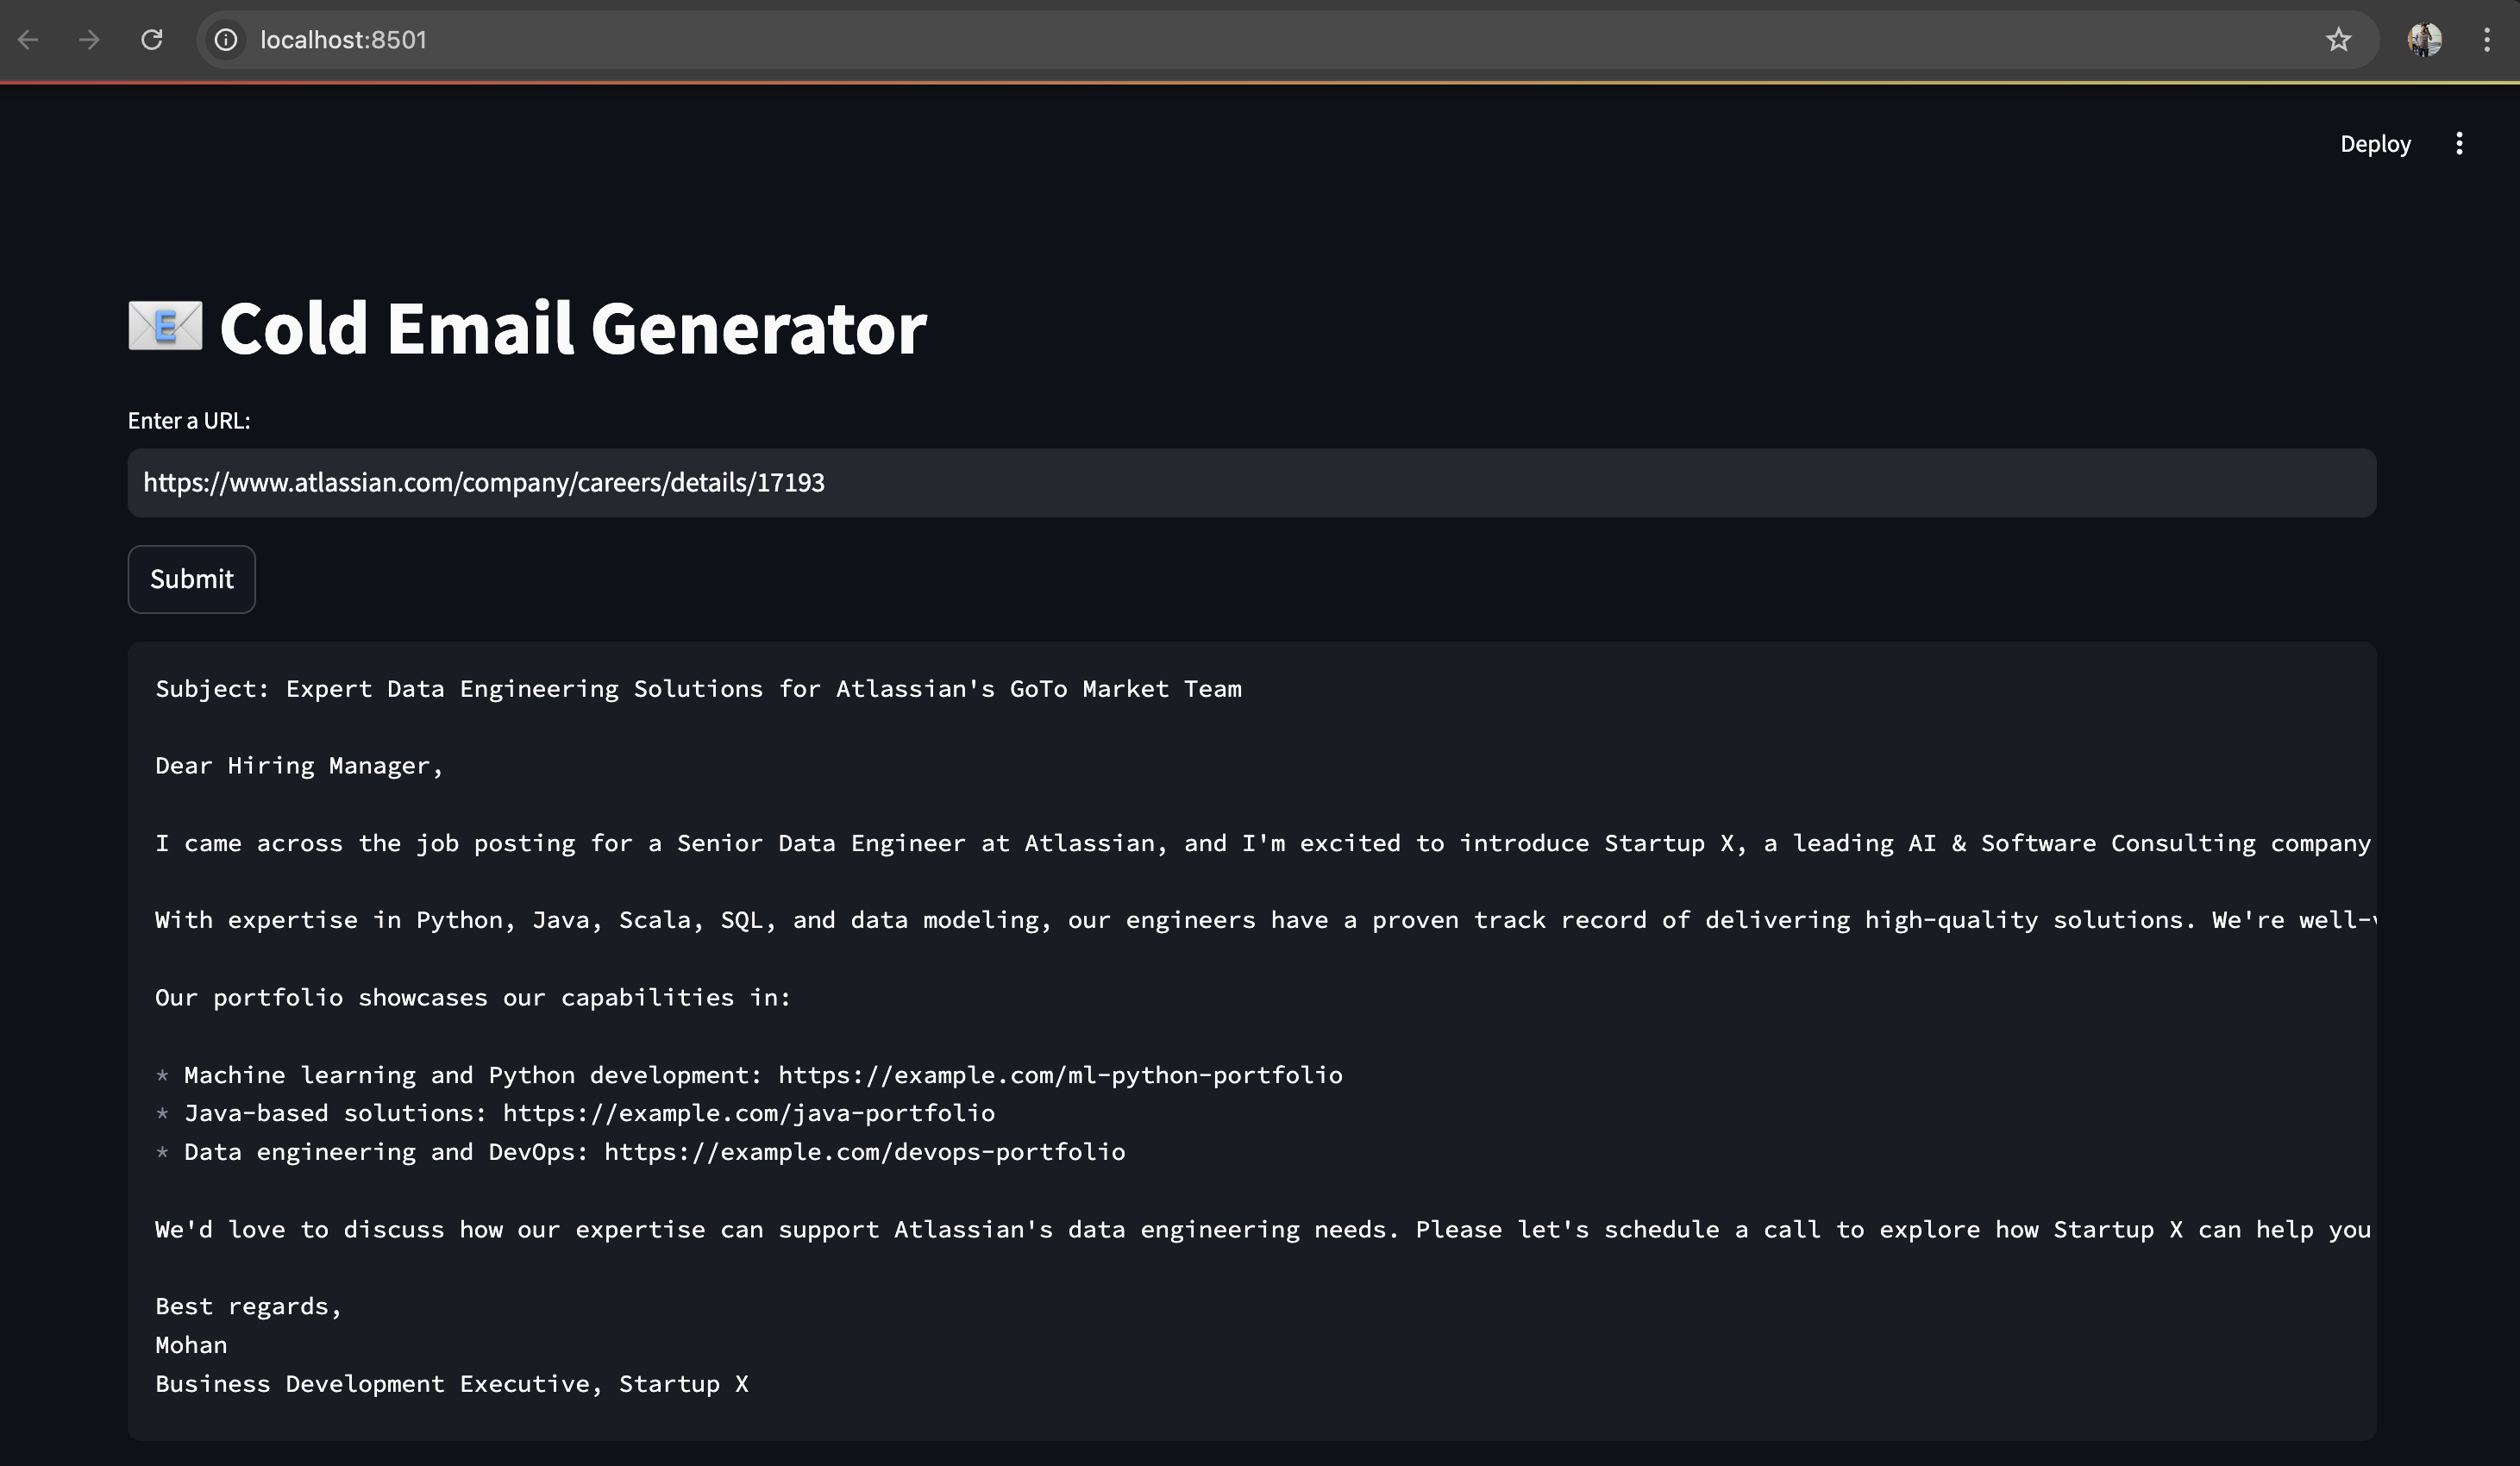 localhost:8501
Deploy
Cold Email Generator
Enter a URL:
https://www.atlassian.com/company/careers/details/17193
Submit
Subject: Expert Data Engineering Solutions for Atlassian's GoTo Market Team
Dear Hiring Manager,
I came across the job posting for a Senior Data Engineer at Atlassian, and I'm excited to introduce Startup X, a leading AI & Software Consulting company
With expertise in Python, Java, Scala, SQL, and data modeling, our engineers have a proven track record of delivering high-quality solutions. We're well-
Our portfolio showcases our capabilities in:
* Machine learning and Python development: https://example.com/ml-python-portfolio
* Java-based solutions: https://example.com/java-portfolio
* Data engineering and DevOps: https://example.com/devops-portfolio
We'd love to discuss how our expertise can support Atlassian's data engineering needs. Please let's schedule a call to explore how Startup X can help you
Best regards,
Mohan
Business Development Executive, Startup X